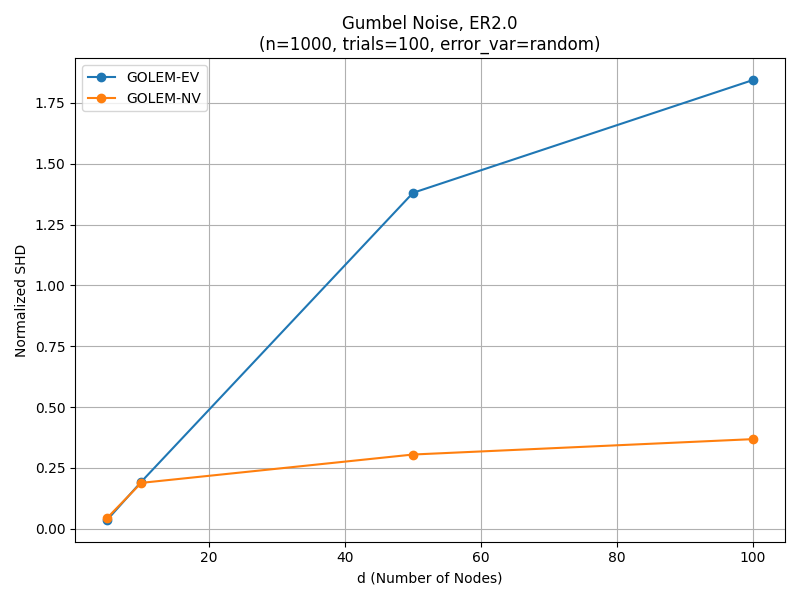 Gumbel Noise, ER2.0
(n=1000, trials=100, error_var=random)
GOLEM-EV
GOLEM-NV
Normalized SHD
1.75
1.50
1.25
1.00
0.75
0.50
0.25
0.00
20
40
60
80
100
d (Number of Nodes)